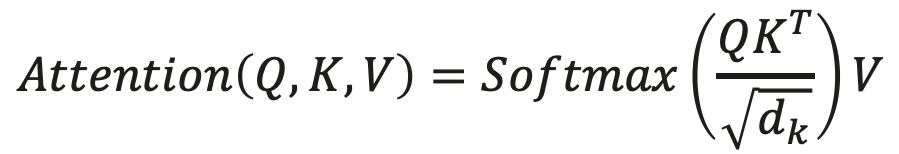 Attention(Q, K, V) = Softmax(QK^T / √d_k)V